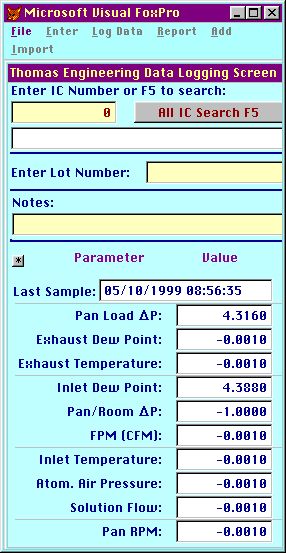 Microsoft Visual FoxPro
File Enter Log Data Report Add
Import
Thomas Engineering Data Logging Screen
Enter IC Number or F5 to search:
0 All IC Search F5
Enter Lot Number:
Notes:
* Parameter Value
Last Sample: 05/10/1999 08:56:35
Pan Load ΔP: 4.3160
Exhaust Dew Point: -0.0010
Exhaust Temperature: -0.0010
Inlet Dew Point: 4.3880
Pan/Room ΔP: -1.0000
FPM (CFM): -0.0010
Inlet Temperature: -0.0010
Atom. Air Pressure: -0.0010
Solution Flow: -0.0010
Pan RPM: -0.0010